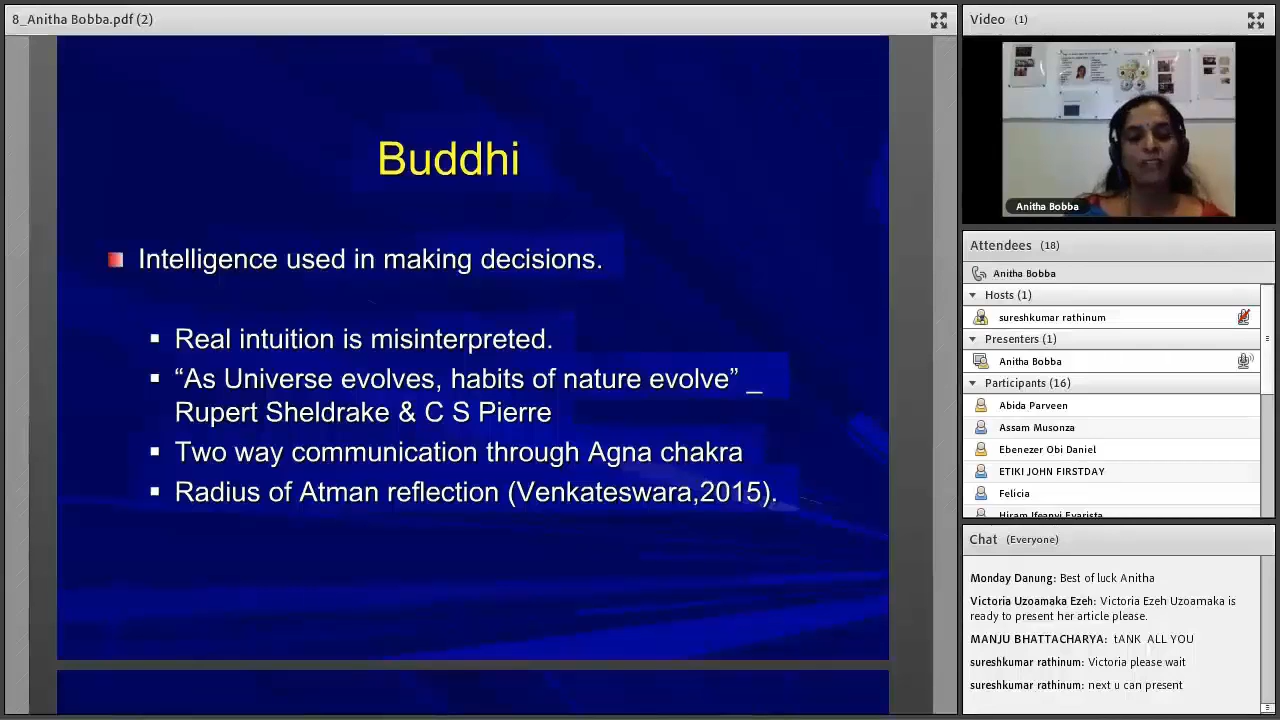 8_Anitha Bobba.pdf (2)
Buddhi
Intelligence used in making decisions.
Real intuition is misinterpreted.
“As Universe evolves, habits of nature evolve” _
Rupert Sheldrake & C S Pierre
Two way communication through Agna chakra
Radius of Atman reflection (Venkateswara,2015).
Video (1)
Anitha Bobba
Attendees (18)
Anitha Bobba
Hosts (1)
sureshkumar rathinum
Presenters (1)
Anitha Bobba
Participants (16)
Abida Parveen
Assam Musonza
Ebenezer Obi Daniel
ETIKI JOHN FIRSTDAY
Felicia
Hiram Ifeanyi Evarista
Chat (Everyone)
Monday Danung: Best of luck Anitha
Victoria Uzoamaka Ezeh: Victoria Ezeh Uzoamaka is
ready to present her article please.
MANJU BHATTACHARYA: tANK ALL YOU
sureshkumar rathinum: Victoria please wait
sureshkumar rathinum: next u can present